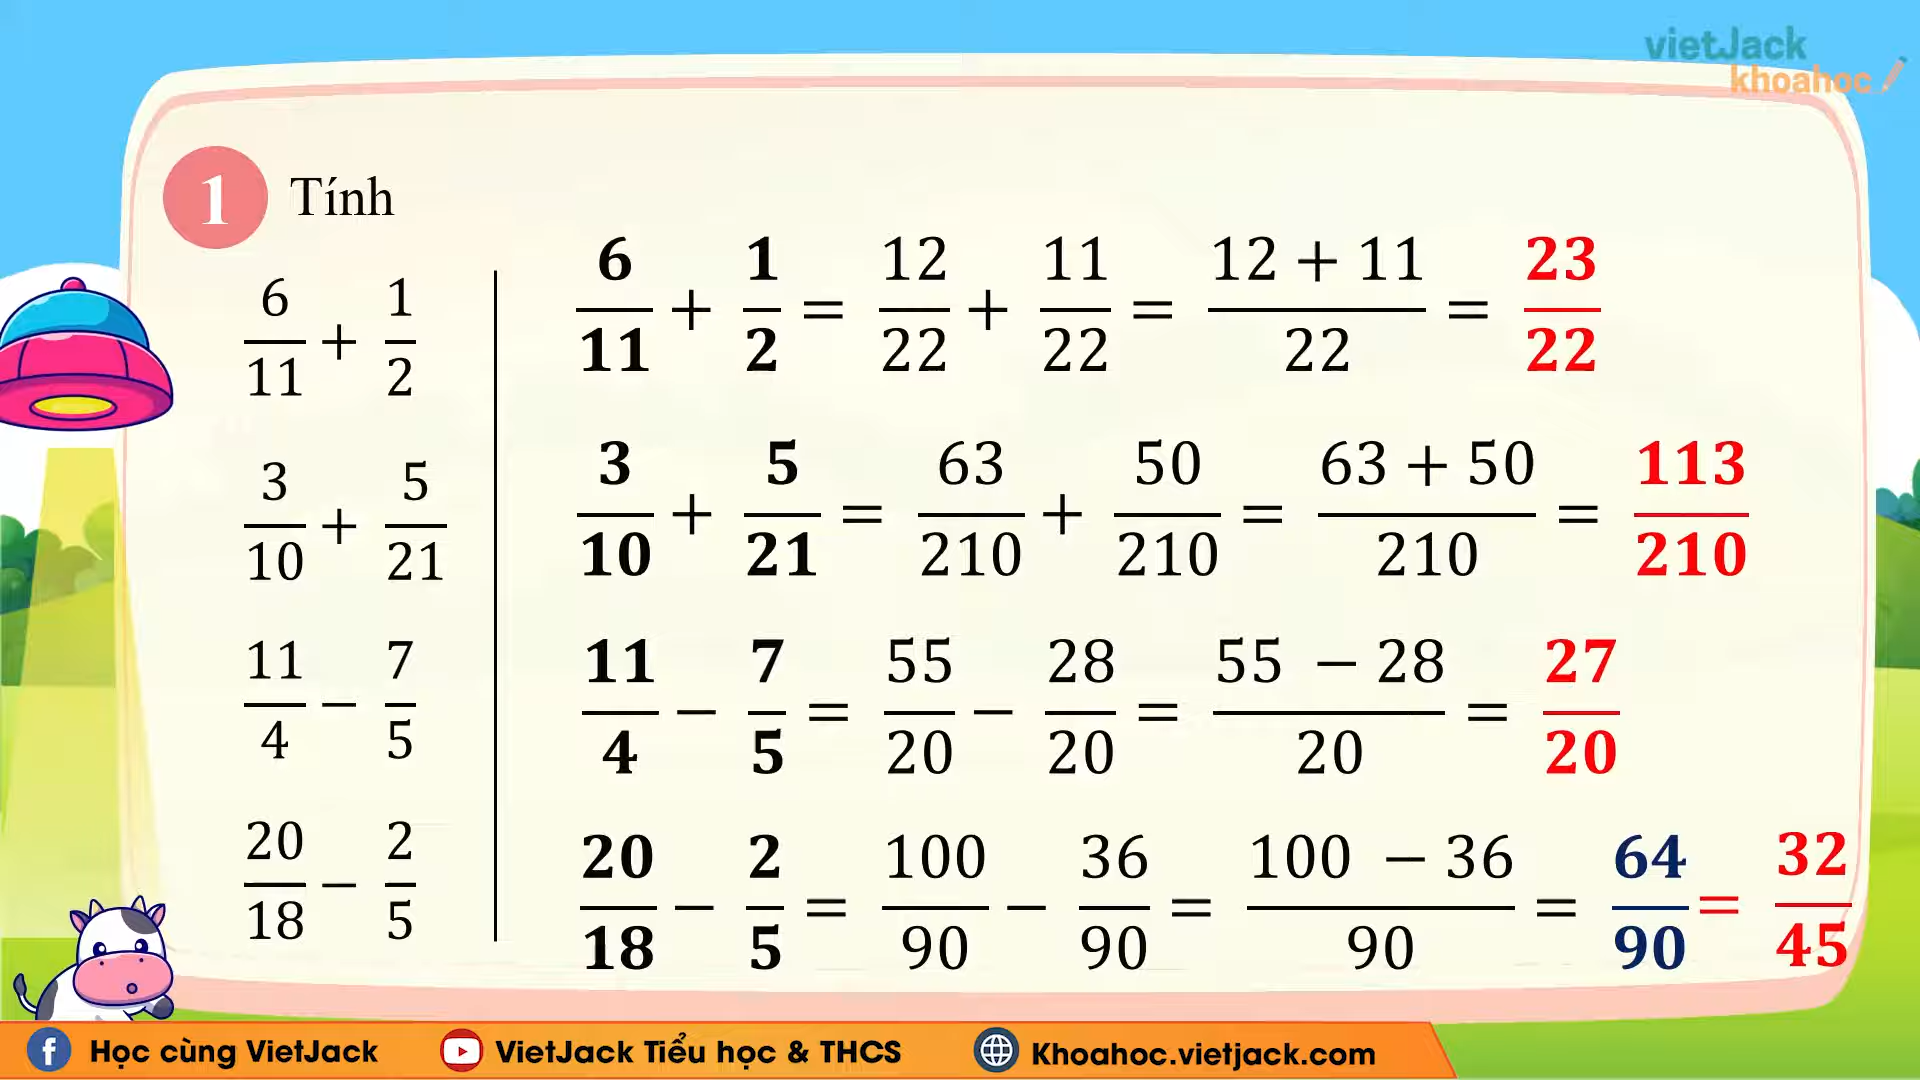 vietJack
khoahoc
1 Tính
6/11 + 1/2
3/10 + 5/21
11/4 − 7/5
20/18 − 2/5
6/11 + 1/2 = 12/22 + 11/22 = (12 + 11)/22 = 23/22
3/10 + 5/21 = 63/210 + 50/210 = (63 + 50)/210 = 113/210
11/4 − 7/5 = 55/20 − 28/20 = (55 − 28)/20 = 27/20
20/18 − 2/5 = 100/90 − 36/90 = (100 − 36)/90 = 64/90 = 32/45
Học cùng VietJack VietJack Tiểu học & THCS Khoahoc.vietjack.com